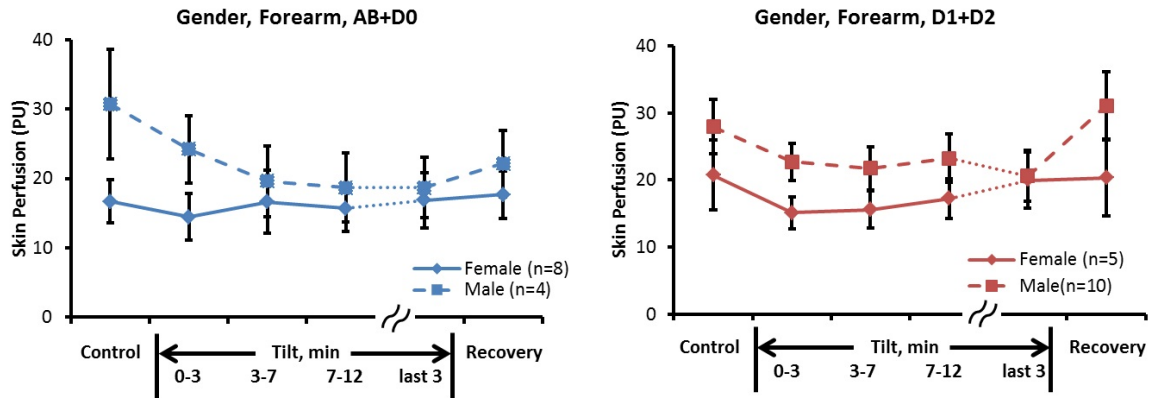 Gender, Forearm, AB+D0
40
30
20
10
0
Skin Perfusion (PU)
Female (n=8)
Male (n=4)
Control
Tilt, min
Recovery
0-3
3-7
7-12
last 3
Gender, Forearm, D1+D2
40
30
20
10
0
Skin Perfusion (PU)
Female (n=5)
Male(n=10)
Control
Tilt, min
Recovery
0-3
3-7
7-12
last 3